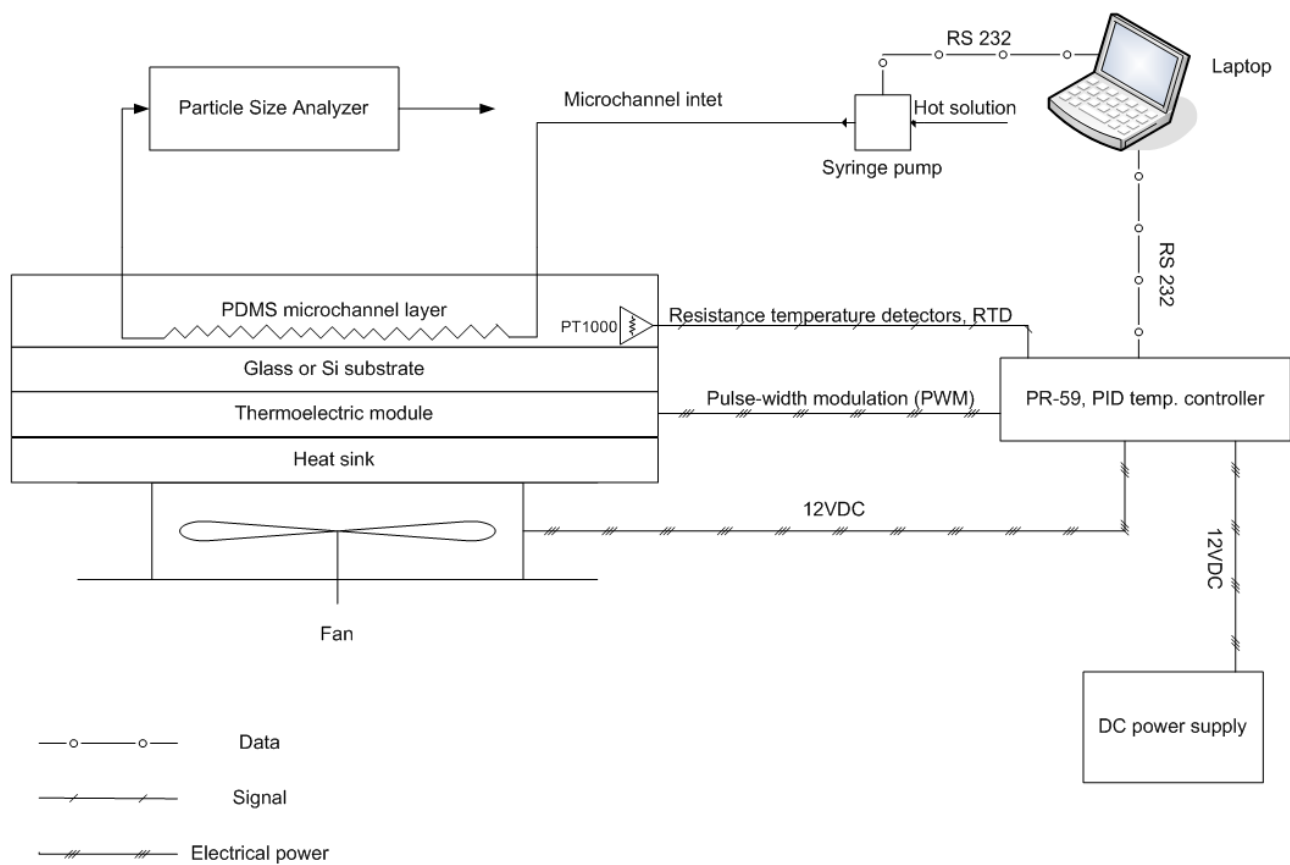 RS 232
Laptop
Particle Size Analyzer
Microchannel intet
Hot solution
Syringe pump
RS 232
PDMS microchannel layer
PT1000
Resistance temperature detectors, RTD
Glass or Si substrate
Thermoelectric module
Pulse-width modulation (PWM)
PR-59, PID temp. controller
Heat sink
12VDC
12VDC
Fan
DC power supply
Data
Signal
Electrical power